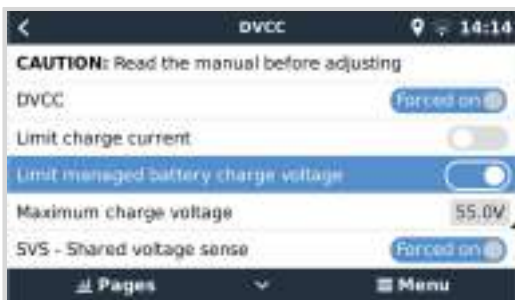 DVCC 14:14
CAUTION: Read the manual before adjusting
DVCC Forced on
Limit charge current
Limit managed battery charge voltage
Maximum charge voltage 55.0V
SVS - Shared voltage sense Forced on
Pages Menu